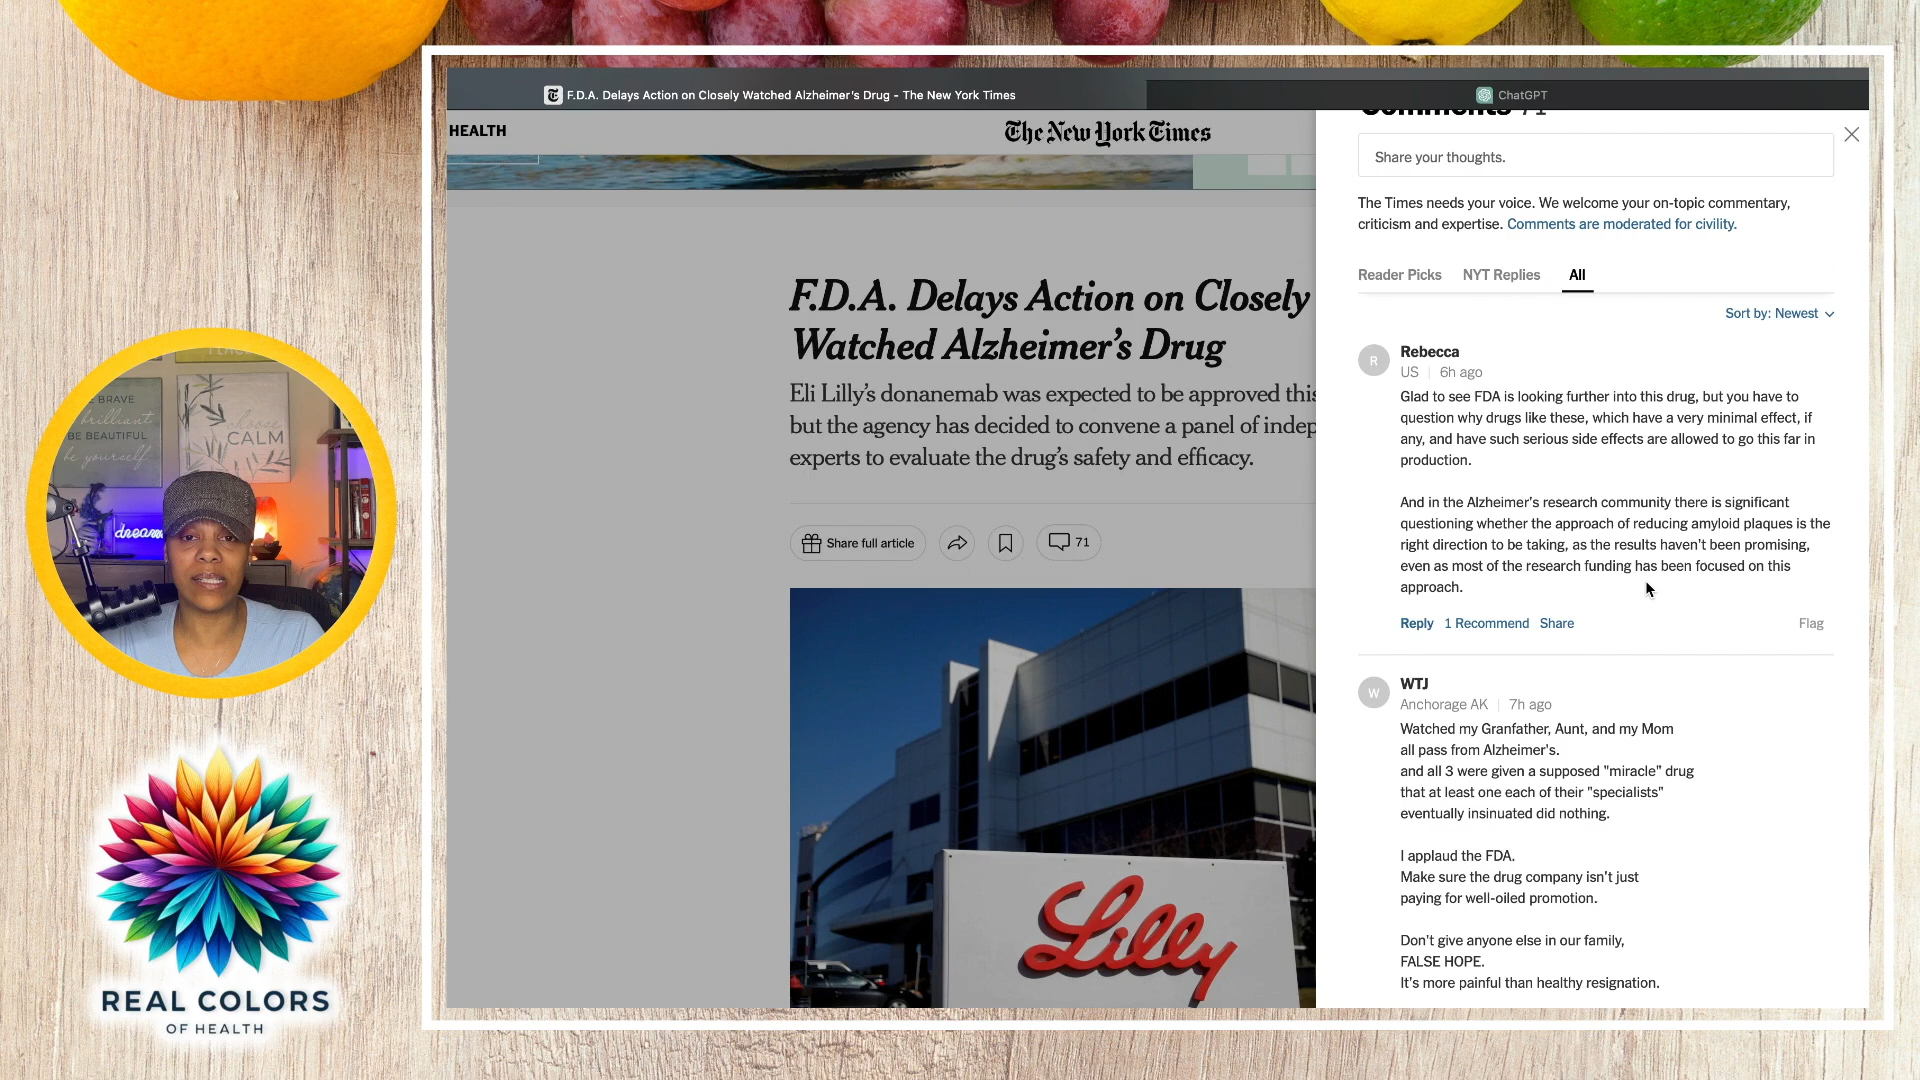 F.D.A. Delays Action on Closely Watched Alzheimer's Drug - The New York Times
ChatGPT
HEALTH
The New York Times
F.D.A. Delays Action on Closely
Watched Alzheimer's Drug
Eli Lilly's donanemab was expected to be approved this
but the agency has decided to convene a panel of indep
experts to evaluate the drug's safety and efficacy.
Share full article
71
Lilly
Comments 71
Share your thoughts.
The Times needs your voice. We welcome your on-topic commentary,
criticism and expertise. Comments are moderated for civility.
Reader Picks NYT Replies All
Sort by: Newest
R
Rebecca
US | 6h ago
Glad to see FDA is looking further into this drug, but you have to
question why drugs like these, which have a very minimal effect, if
any, and have such serious side effects are allowed to go this far in
production.
And in the Alzheimer's research community there is significant
questioning whether the approach of reducing amyloid plaques is the
right direction to be taking, as the results haven't been promising,
even as most of the research funding has been focused on this
approach.
Reply 1 Recommend Share Flag
W
WTJ
Anchorage AK | 7h ago
Watched my Granfather, Aunt, and my Mom
all pass from Alzheimer's.
and all 3 were given a supposed "miracle" drug
that at least one each of their "specialists"
eventually insinuated did nothing.
I applaud the FDA.
Make sure the drug company isn't just
paying for well-oiled promotion.
Don't give anyone else in our family,
FALSE HOPE.
It's more painful than healthy resignation.
BRAVE
brilliant
BE BEAUTIFUL
be yourself
choose
CALM
dream
REAL COLORS
OF HEALTH